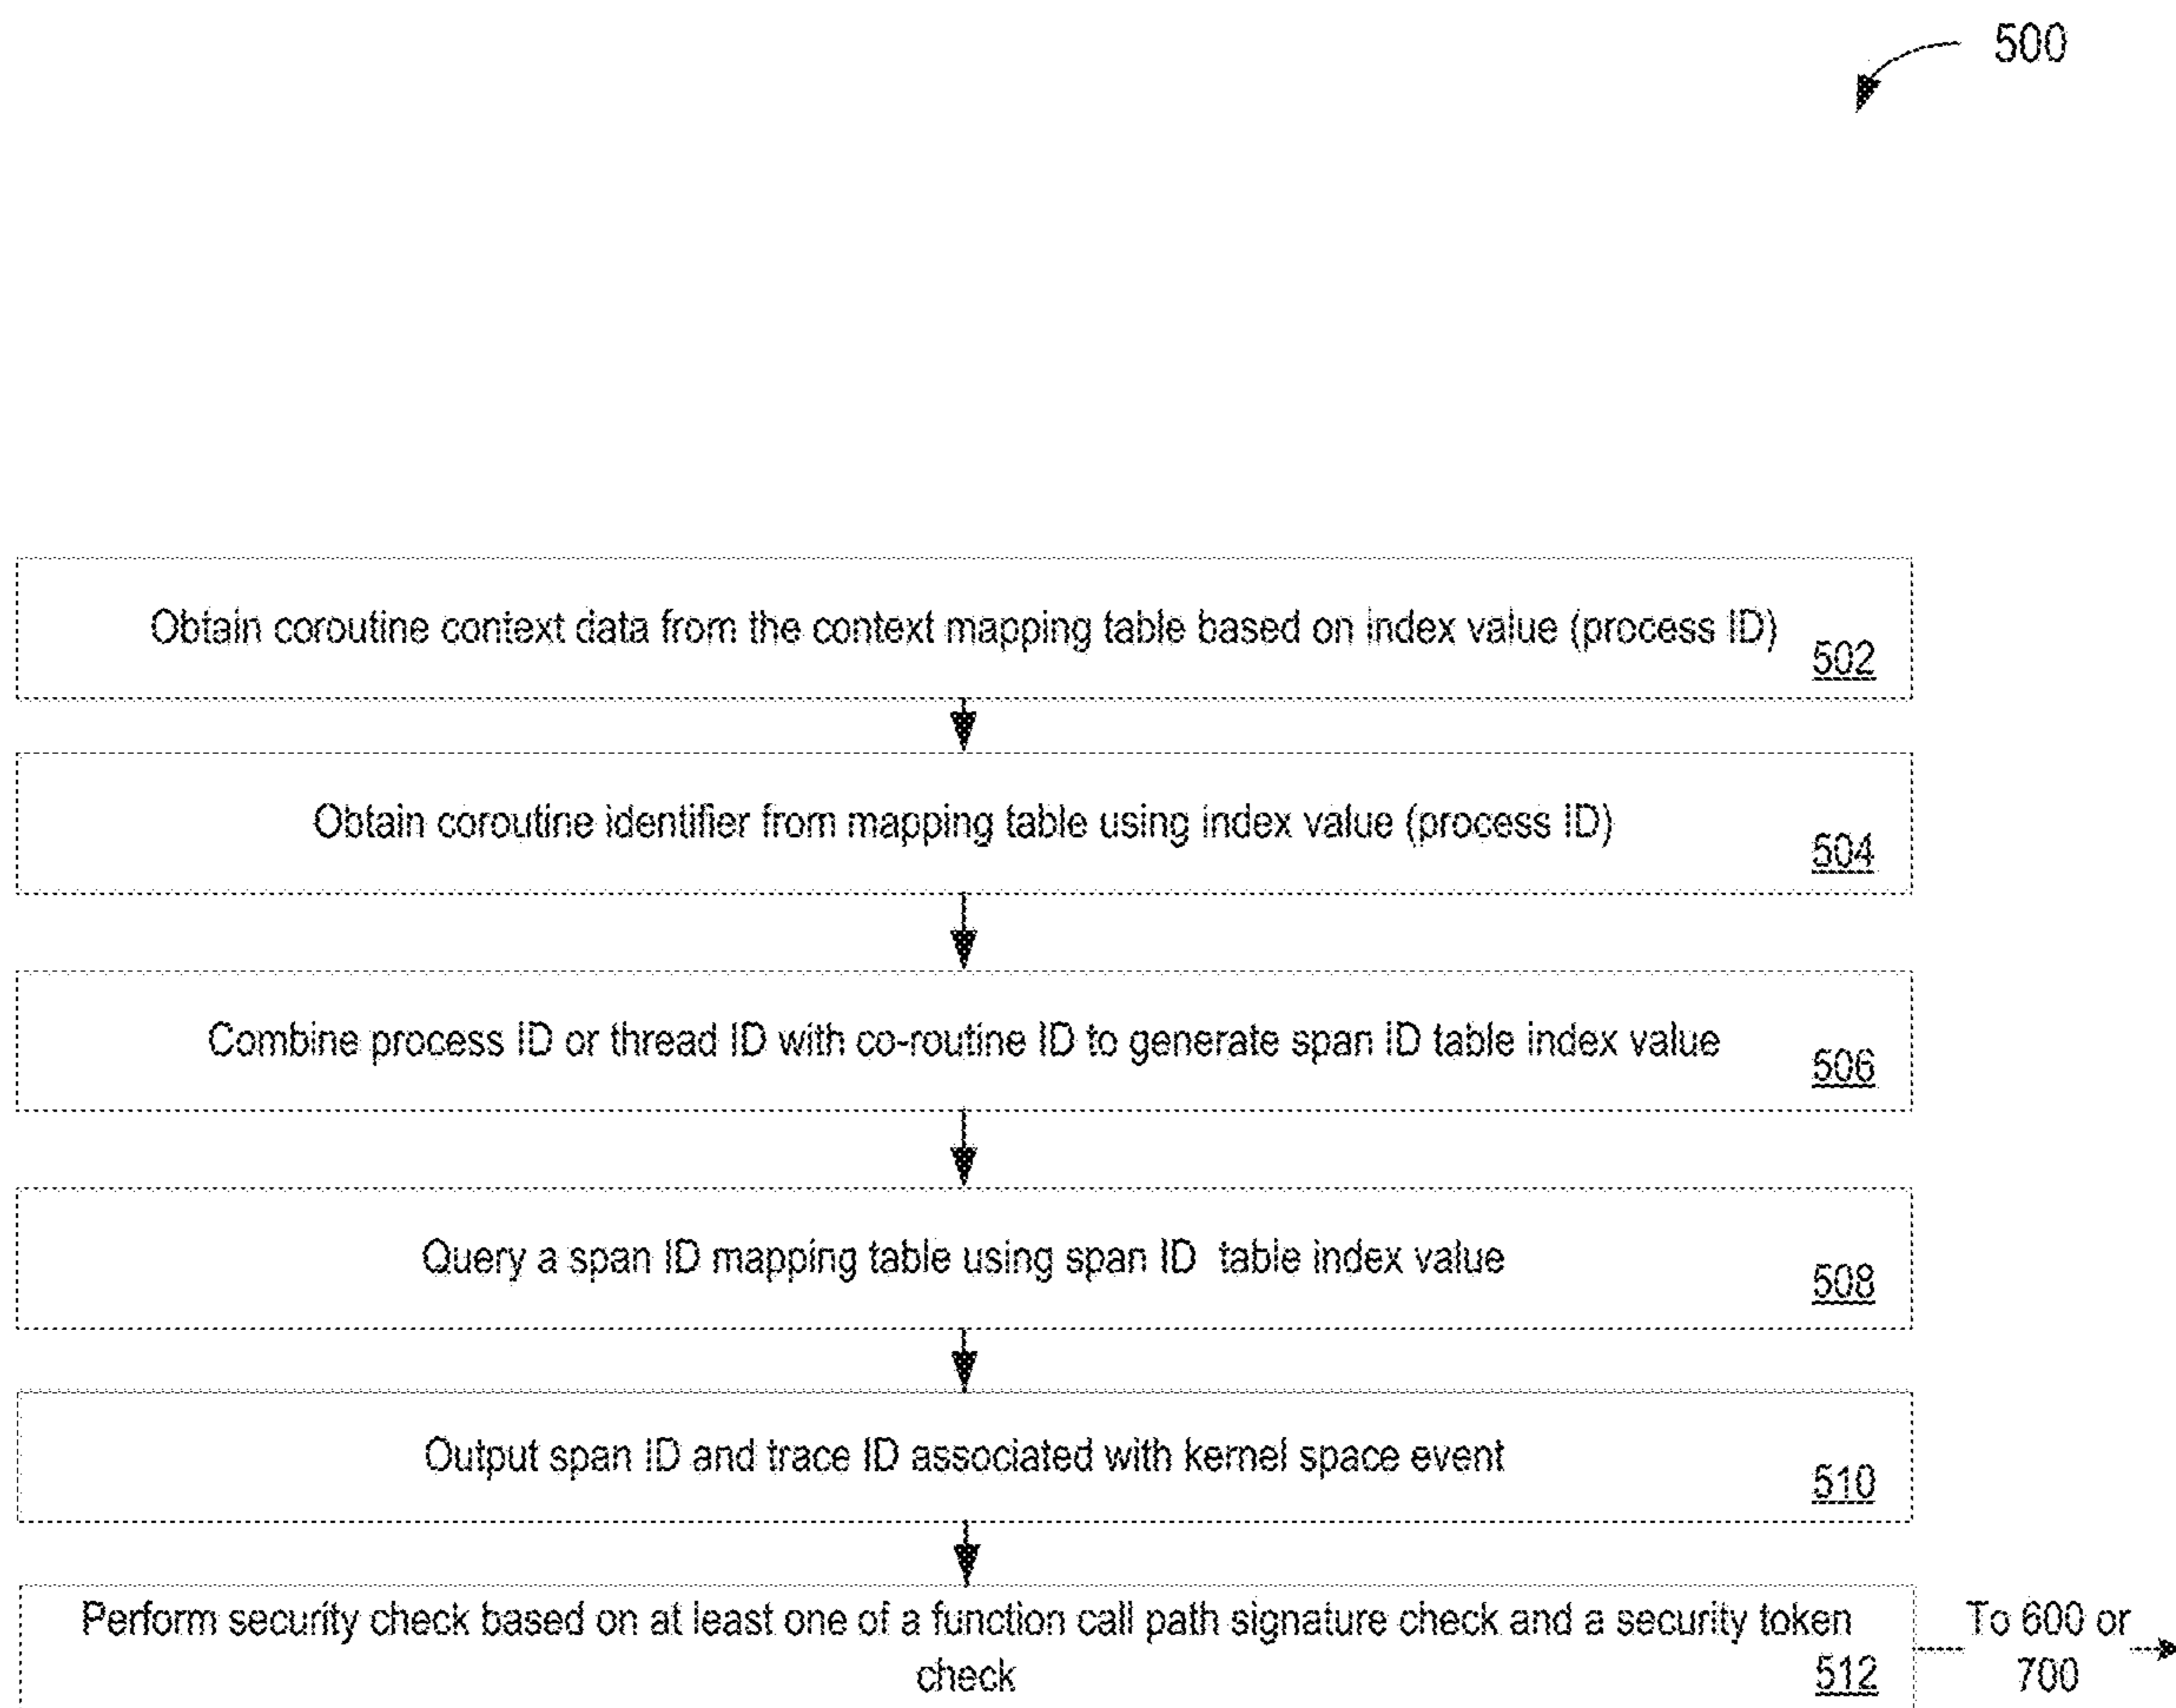 500
Obtain coroutine context data from the context mapping table based on index value (process ID)
502
Obtain coroutine identifier from mapping table using index value (process ID)
504
Combine process ID or thread ID with co-routine ID to generate span ID table index value
506
Query a span ID mapping table using span ID table index value
508
Output span ID and trace ID associated with kernel space event
510
Perform security check based on at least one of a function call path signature check and a security token
check
512
To 600 or
700